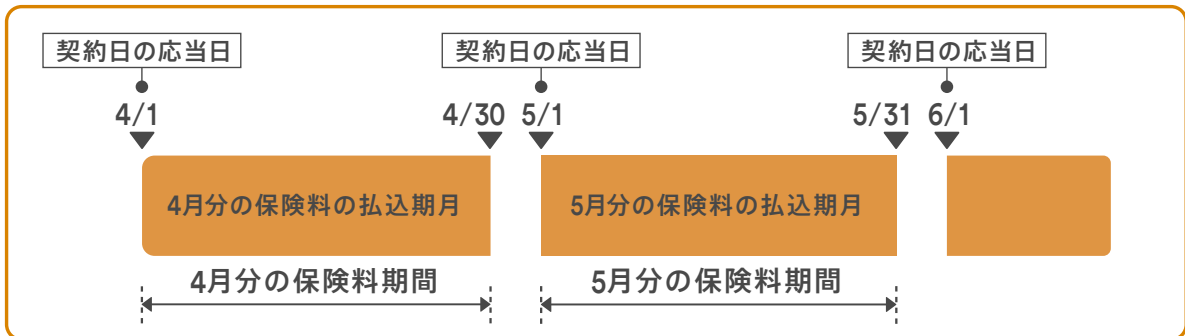 契約日の応当日
契約日の応当日
契約日の応当日
4/1
4/30
5/1
5/31
6/1
4月分の保険料の払込期月
5月分の保険料の払込期月
4月分の保険料期間
5月分の保険料期間